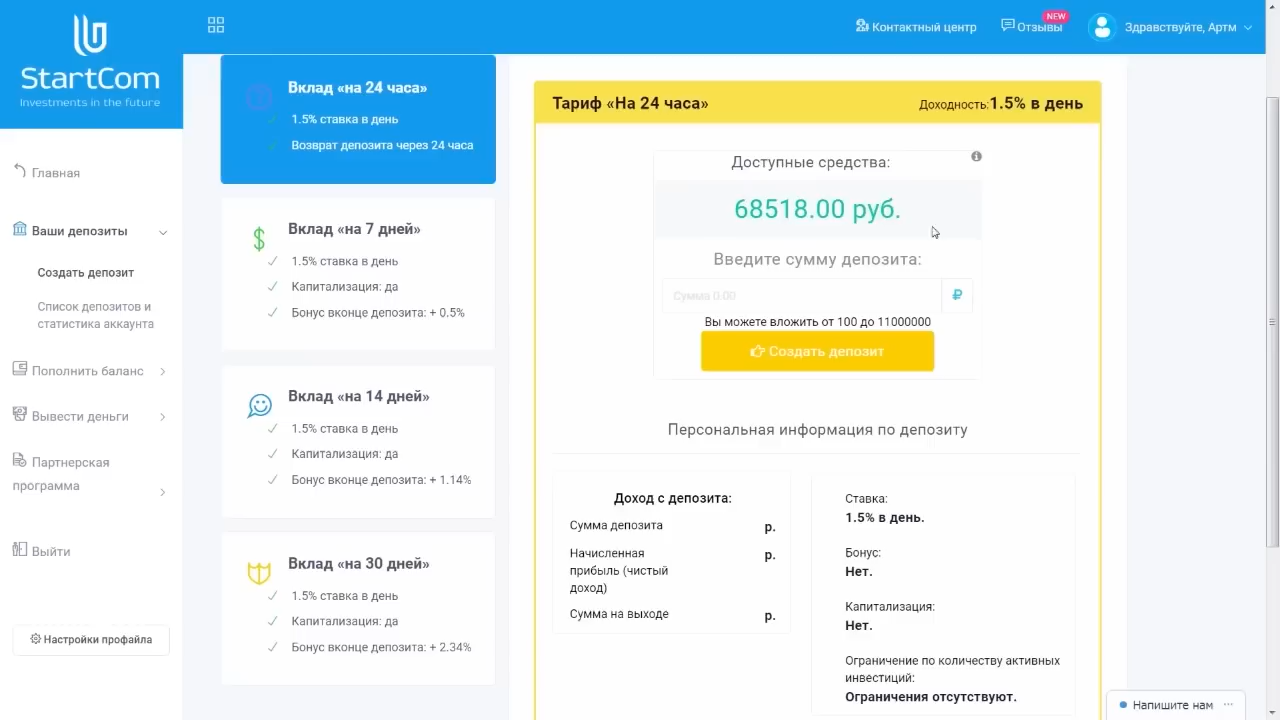 StartCom
Investments in the future
Контактный центр
Отзывы
NEW
Здравствуйте, Артм
Главная
Ваши депозиты
Создать депозит
Список депозитов и
статистика аккаунта
Пополнить баланс
Вывести деньги
Партнерская
программа
Выйти
Настройки профайла
Вклад «на 24 часа»
1.5% ставка в день
Возврат депозита через 24 часа
Вклад «на 7 дней»
1.5% ставка в день
Капитализация: да
Бонус вконце депозита: + 0.5%
Вклад «на 14 дней»
1.5% ставка в день
Капитализация: да
Бонус вконце депозита: + 1.14%
Вклад «на 30 дней»
1.5% ставка в день
Капитализация: да
Бонус вконце депозита: + 2.34%
Тариф «На 24 часа»
Доходность:1.5% в день
Доступные средства:
68518.00 руб.
Введите сумму депозита:
Сумма 0.00
₽
Вы можете вложить от 100 до 11000000
Создать депозит
Персональная информация по депозиту
Доход с депозита:
Сумма депозита р.
Начисленная р.
прибыль (чистый
доход)
Сумма на выходе р.
Ставка:
1.5% в день.
Бонус:
Нет.
Капитализация:
Нет.
Ограничение по количеству активных
инвестиций:
Ограничения отсутствуют.
Напишите нам